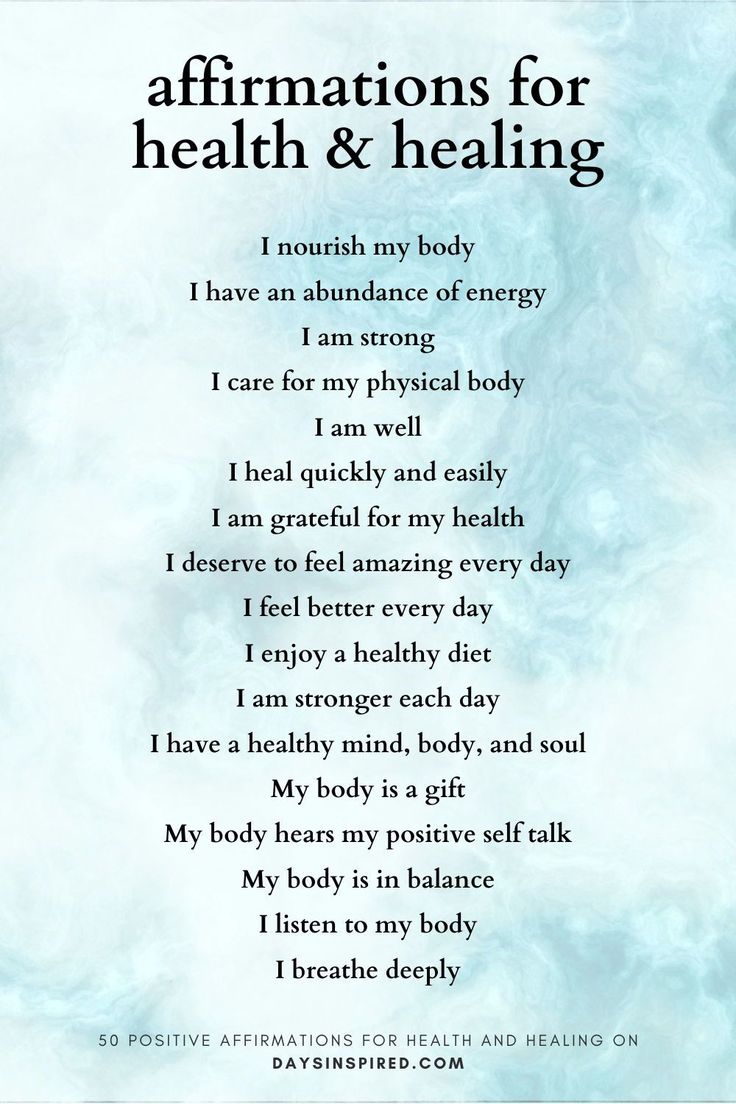 affirmations for
health & healing
I nourish my body
I have an abundance of energy
I am strong
I care for my physical body
I am well
I heal quickly and easily
I am grateful for my health
I deserve to feel amazing every day
I feel better every day
I enjoy a healthy diet
I am stronger each day
I have a healthy mind, body, and soul
My body is a gift
My body hears my positive self talk
My body is in balance
I listen to my body
I breathe deeply
50 POSITIVE AFFIRMATIONS FOR HEALTH AND HEALING ON
DAYSINSPIRED.COM